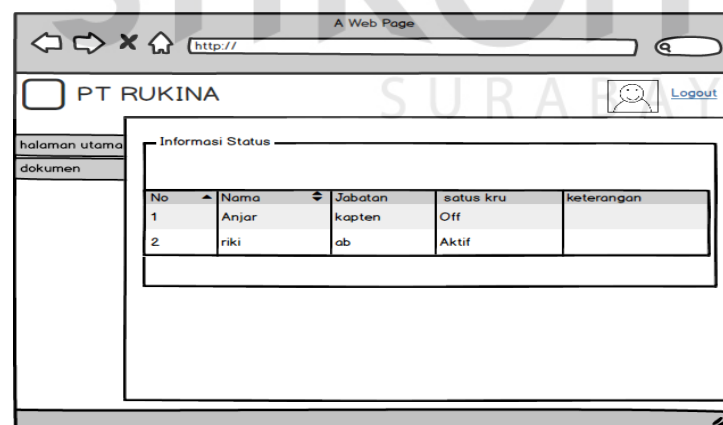 A Web Page
http://
PT RUKINA
Logout
SURABAY
halaman utama
dokumen
Informasi Status
No Nama Jabatan satus kru keterangan
1 Anjar kapten Off
2 riki ab Aktif